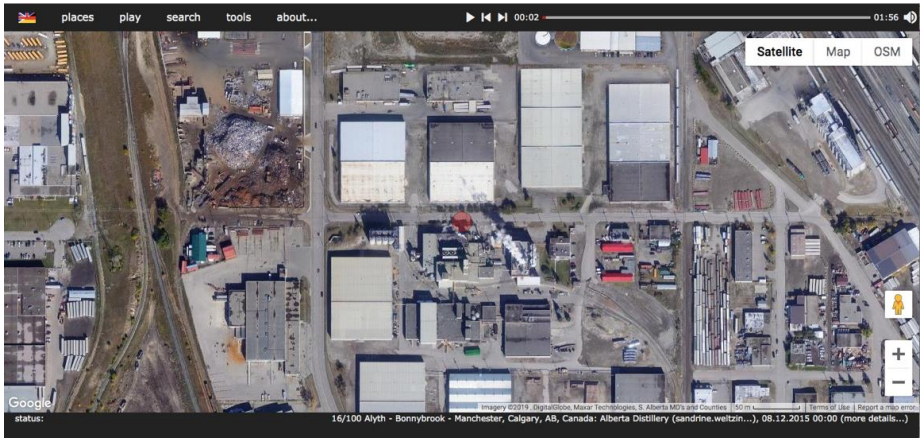 places play search tools about... 00:02 01:56
Satellite Map OSM
Google
Imagery ©2019 , DigitalGlobe, Maxar Technologies, S. Alberta MD's and Counties 50 m Terms of Use Report a map error
status: 16/100 Alyth - Bonnybrook - Manchester, Calgary, AB, Canada: Alberta Distillery (sandrine.weltzin...), 08.12.2015 00:00 (more details...)